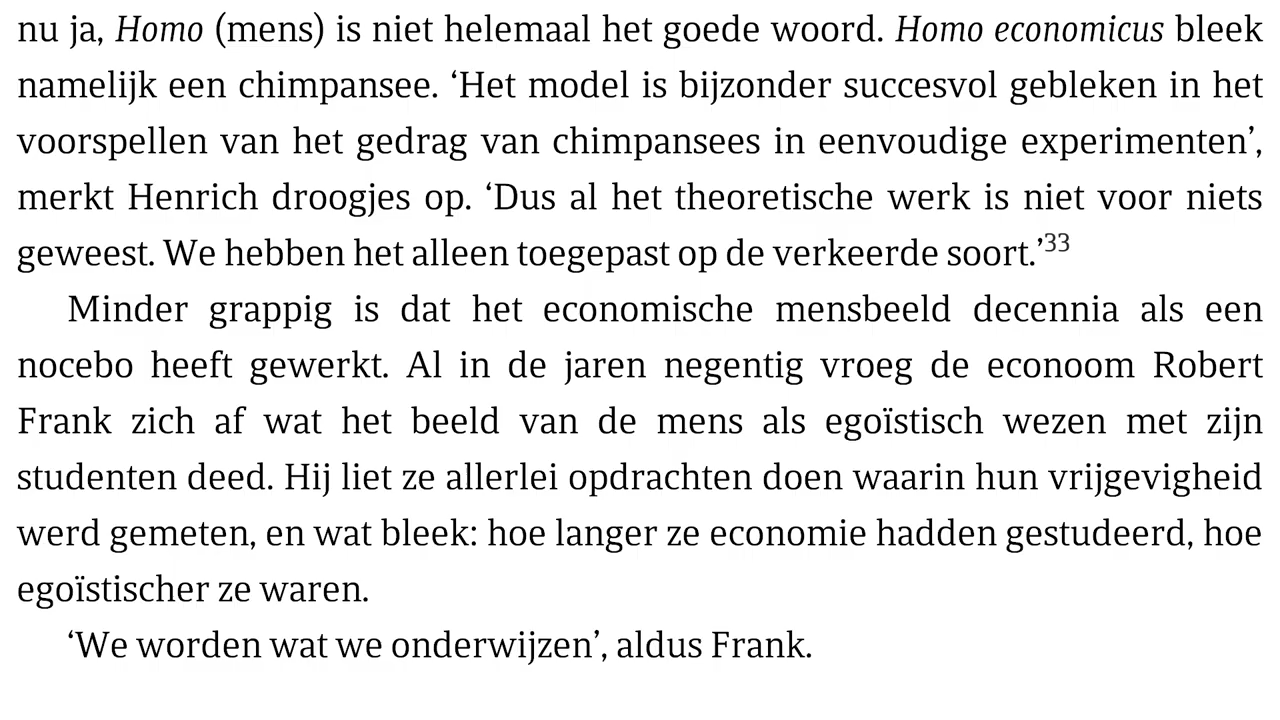 nu ja, Homo (mens) is niet helemaal het goede woord. Homo economicus bleek
namelijk een chimpansee. ‘Het model is bijzonder succesvol gebleken in het
voorspellen van het gedrag van chimpansees in eenvoudige experimenten’,
merkt Henrich droogjes op. ‘Dus al het theoretische werk is niet voor niets
geweest. We hebben het alleen toegepast op de verkeerde soort.’33
Minder grappig is dat het economische mensbeeld decennia als een
nocebo heeft gewerkt. Al in de jaren negentig vroeg de econoom Robert
Frank zich af wat het beeld van de mens als egoïstisch wezen met zijn
studenten deed. Hij liet ze allerlei opdrachten doen waarin hun vrijgevigheid
werd gemeten, en wat bleek: hoe langer ze economie hadden gestudeerd, hoe
egoïstischer ze waren.
‘We worden wat we onderwijzen’, aldus Frank.